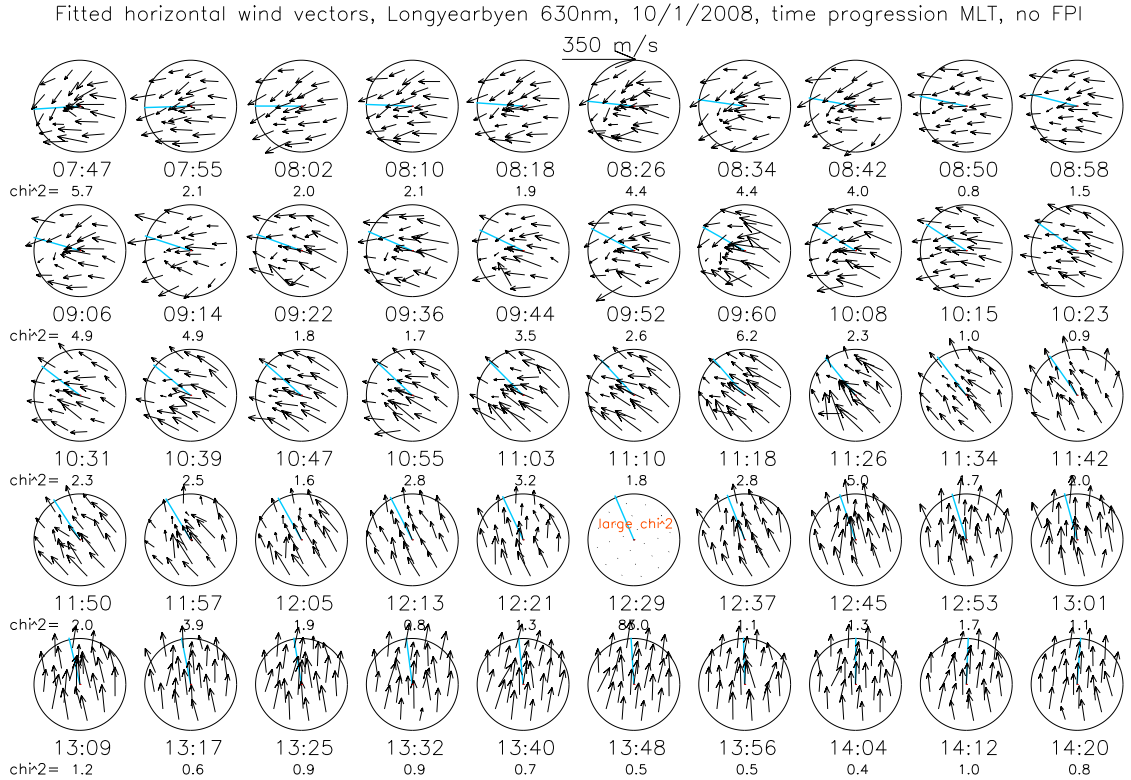 Fitted horizontal wind vectors, Longyearbyen 630nm, 10/1/2008, time progression MLT, no FPI
350 m/s
07:47 07:55 08:02 08:10 08:18 08:26 08:34 08:42 08:50 08:58
chi^2= 5.7 2.1 2.0 2.1 1.9 4.4 4.4 4.0 0.8 1.5
09:06 09:14 09:22 09:36 09:44 09:52 09:60 10:08 10:15 10:23
chi^2= 4.9 4.9 1.8 1.7 3.5 2.6 6.2 2.3 1.0 0.9
10:31 10:39 10:47 10:55 11:03 11:10 11:18 11:26 11:34 11:42
chi^2= 2.3 2.5 1.6 2.8 3.2 1.8 2.8 5.0 1.7 2.0
large chi^2
11:50 11:57 12:05 12:13 12:21 12:29 12:37 12:45 12:53 13:01
chi^2= 2.0 3.9 1.9 0.8 1.3 1.1 1.3 1.7 1.1
13:09 13:17 13:25 13:32 13:40 13:48 13:56 14:04 14:12 14:20
chi^2= 1.2 0.6 0.9 0.9 0.7 0.5 0.5 0.4 1.0 0.8